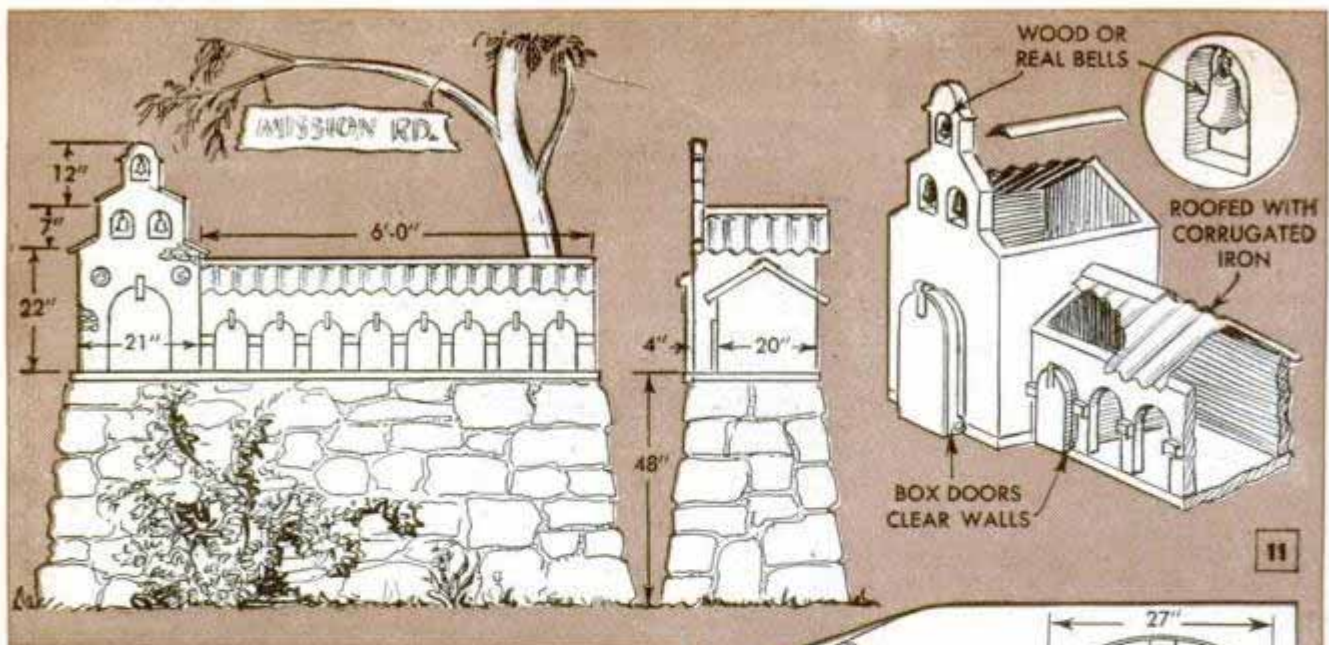 MISSION RD.
12"
7"
22"
21"
6'-0"
4"
20"
48"
WOOD OR
REAL BELLS
ROOFED WITH
CORRUGATED
IRON
BOX DOORS
CLEAR WALLS
11
27"